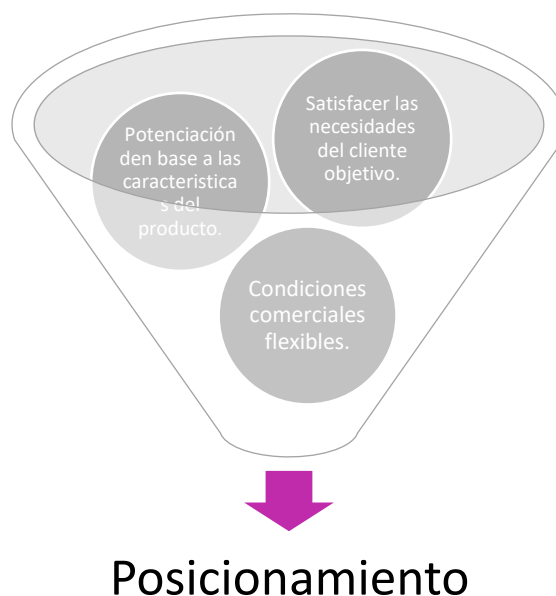 Potenciación
den base a las
caracteristica
s del
producto.
Satisfacer las
necesidades
del cliente
objetivo.
Condiciones
comerciales
flexibles.
Posicionamiento